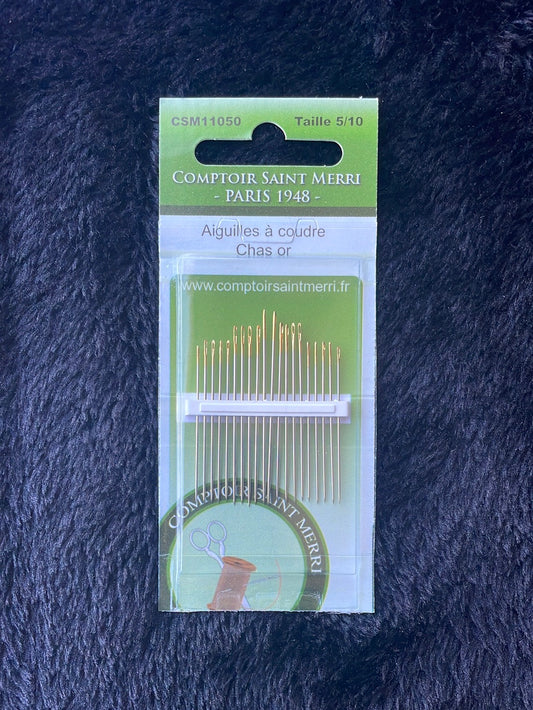 CSM11050 Taille 5/10
COMPTOIR SAINT MERRI
- PARIS 1948 -
Aiguilles à coudre
Chas or
www.comptoirsaintmerri.fr
COMPTOIR SAINT MERRI